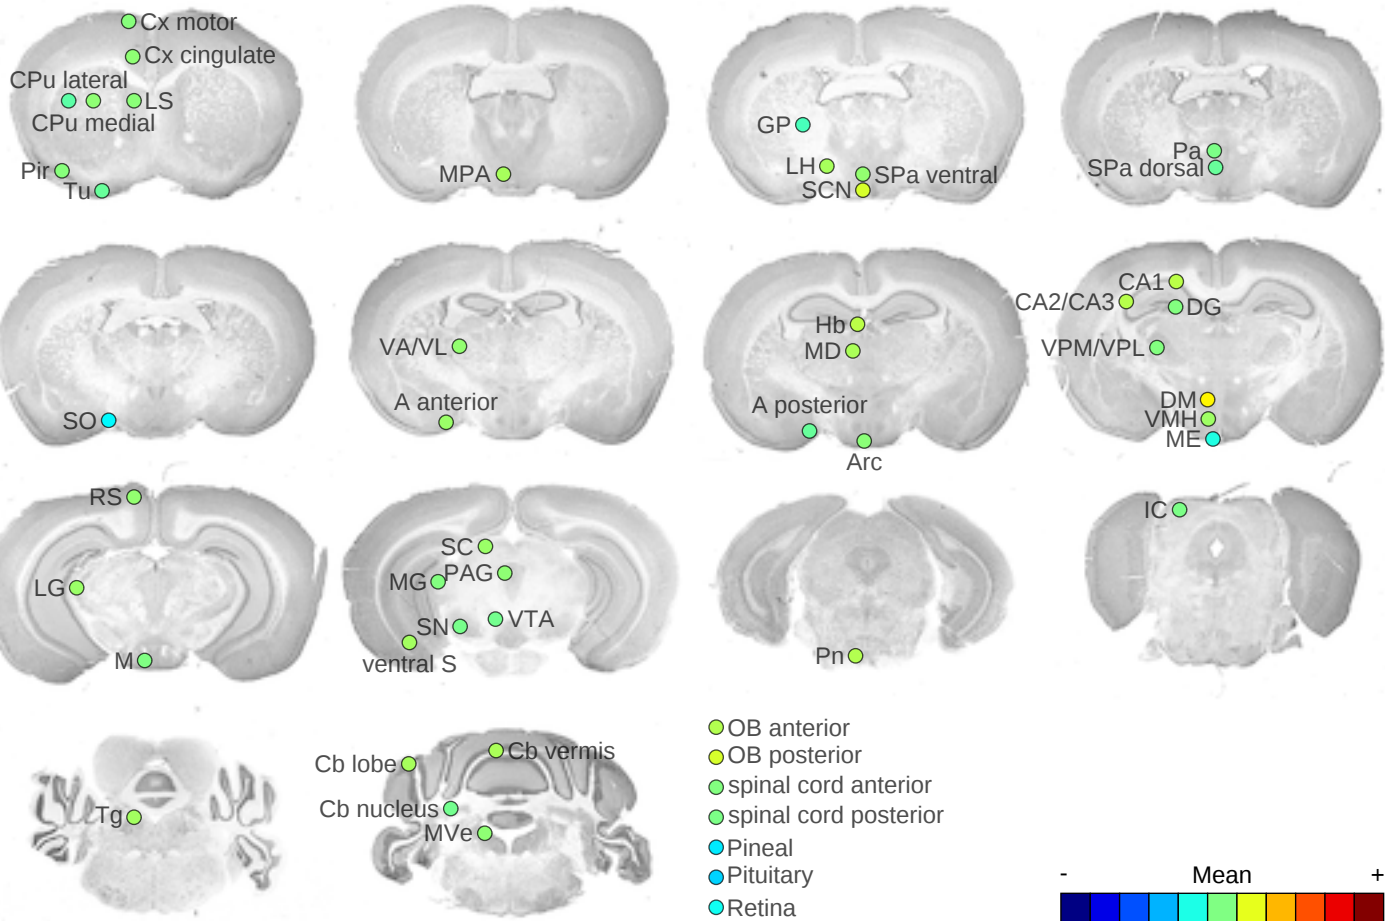 Cx motor
Cx cingulate
CPu lateral
LS
CPu medial
Pir
Tu
MPA
GP
LH
SPa ventral
SCN
Pa
SPa dorsal
SO
VA/VL
A anterior
Hb
MD
A posterior
Arc
CA1
CA2/CA3
DG
VPM/VPL
DM
VMH
ME
RS
LG
M
SC
MG
PAG
SN
VTA
ventral S
Pn
IC
Tg
Cb lobe
Cb vermis
Cb nucleus
MVe
OB anterior
OB posterior
spinal cord anterior
spinal cord posterior
Pineal
Pituitary
Retina
- Mean +